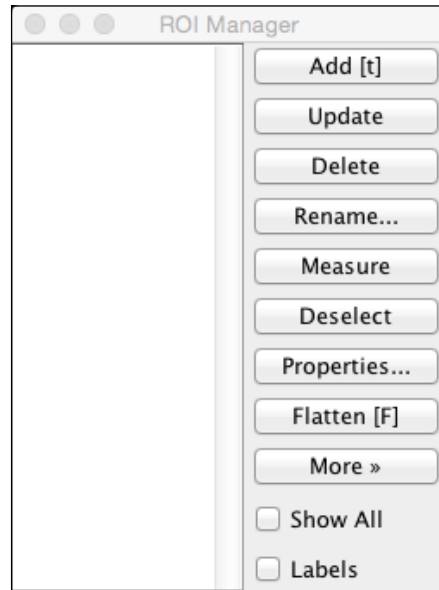 ROI Manager
Add [t]
Update
Delete
Rename...
Measure
Deselect
Properties...
Flatten [F]
More »
Show All
Labels